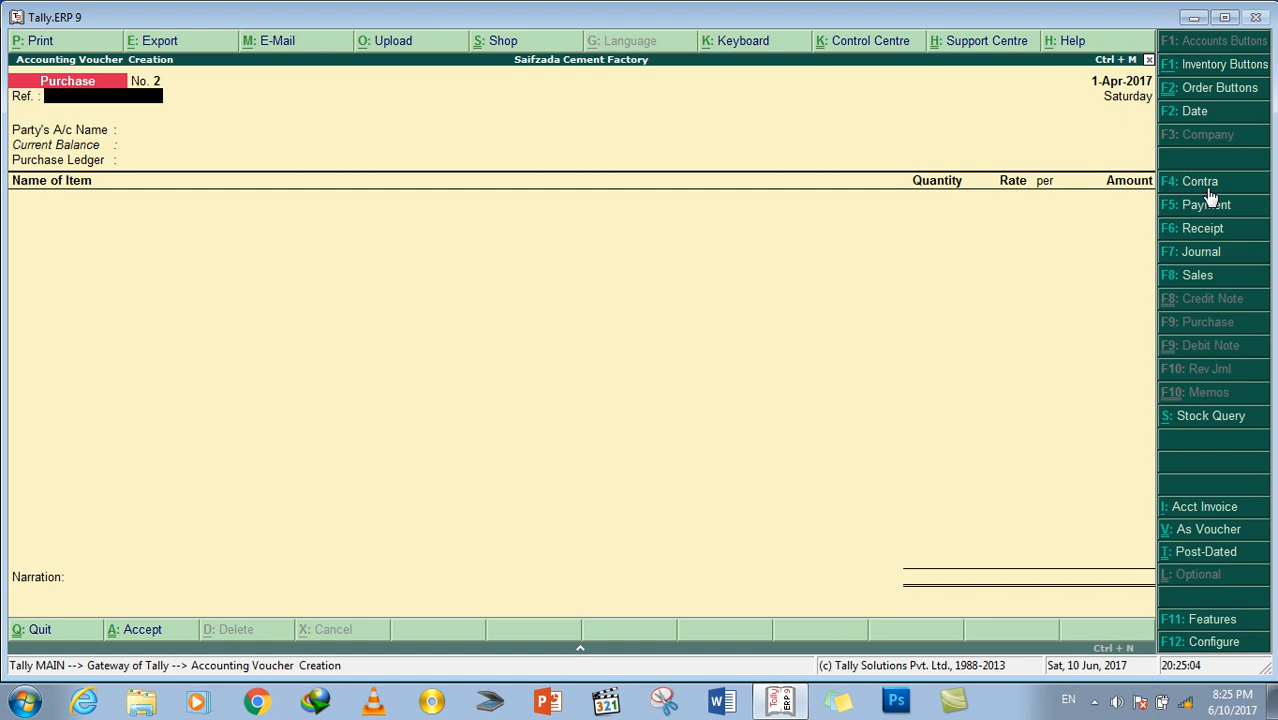 Tally.ERP 9
P: Print E: Export M: E-Mail O: Upload S: Shop G: Language K: Keyboard K: Control Centre H: Support Centre H: Help
Accounting Voucher Creation Saifzada Cement Factory Ctrl + M
Purchase No. 2 1-Apr-2017
Ref. : Saturday
Party's A/c Name :
Current Balance :
Purchase Ledger :
Name of Item Quantity Rate per Amount
Narration:
F1: Accounts Buttons
F1: Inventory Buttons
F2: Order Buttons
F2: Date
F3: Company
F4: Contra
F5: Payment
F6: Receipt
F7: Journal
F8: Sales
F8: Credit Note
F9: Purchase
F9: Debit Note
F10: Rev Jrnl
F10: Memos
S: Stock Query
I: Acct Invoice
V: As Voucher
T: Post-Dated
L: Optional
F11: Features
F12: Configure
Q: Quit A: Accept D: Delete X: Cancel
Ctrl + N
Tally MAIN --> Gateway of Tally --> Accounting Voucher Creation (c) Tally Solutions Pvt. Ltd., 1988-2013 Sat, 10 Jun, 2017 20:25:04
321 W Tally ERP 9 Ps EN 8:25 PM
6/10/2017